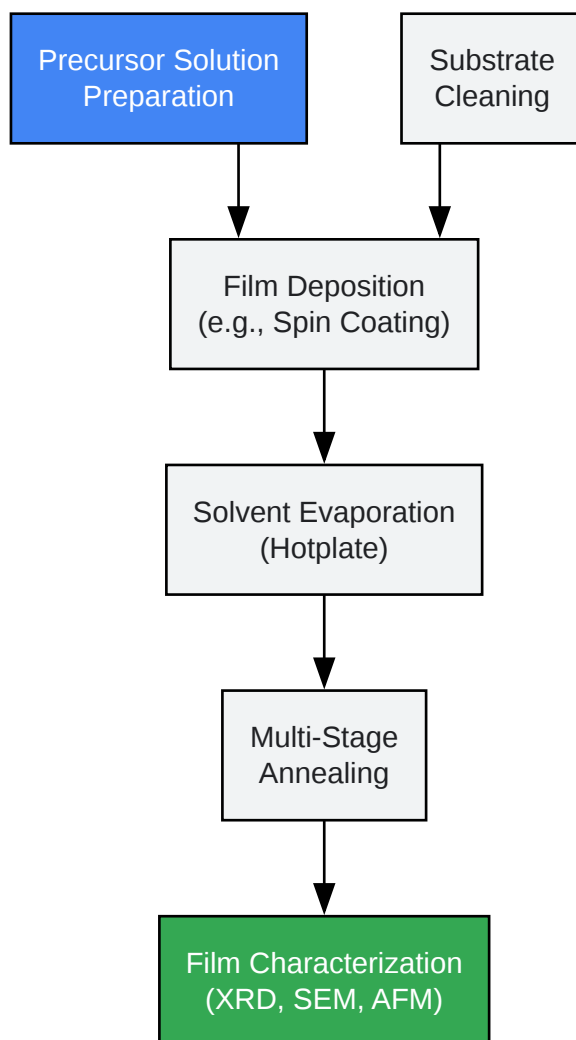 Precursor Solution
Preparation
Substrate
Cleaning
Film Deposition
(e.g., Spin Coating)
Solvent Evaporation
(Hotplate)
Multi-Stage
Annealing
Film Characterization
(XRD, SEM, AFM)